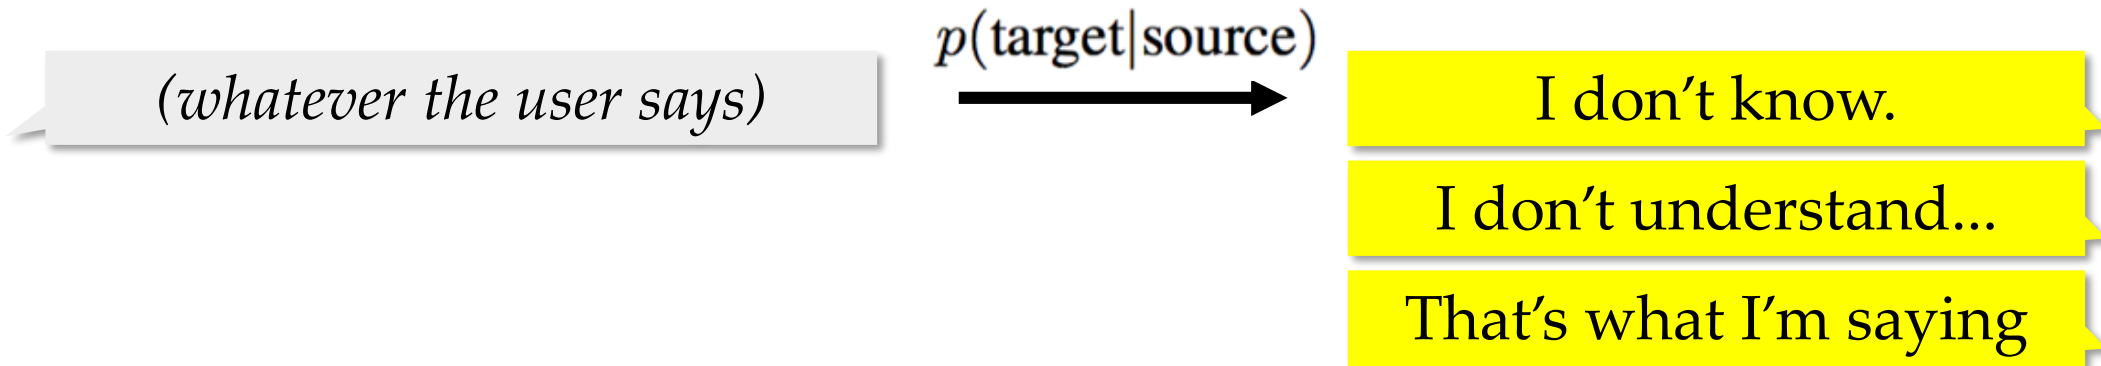 (whatever the user says)
p(target|source)
I don’t know.
I don’t understand...
That’s what I’m saying